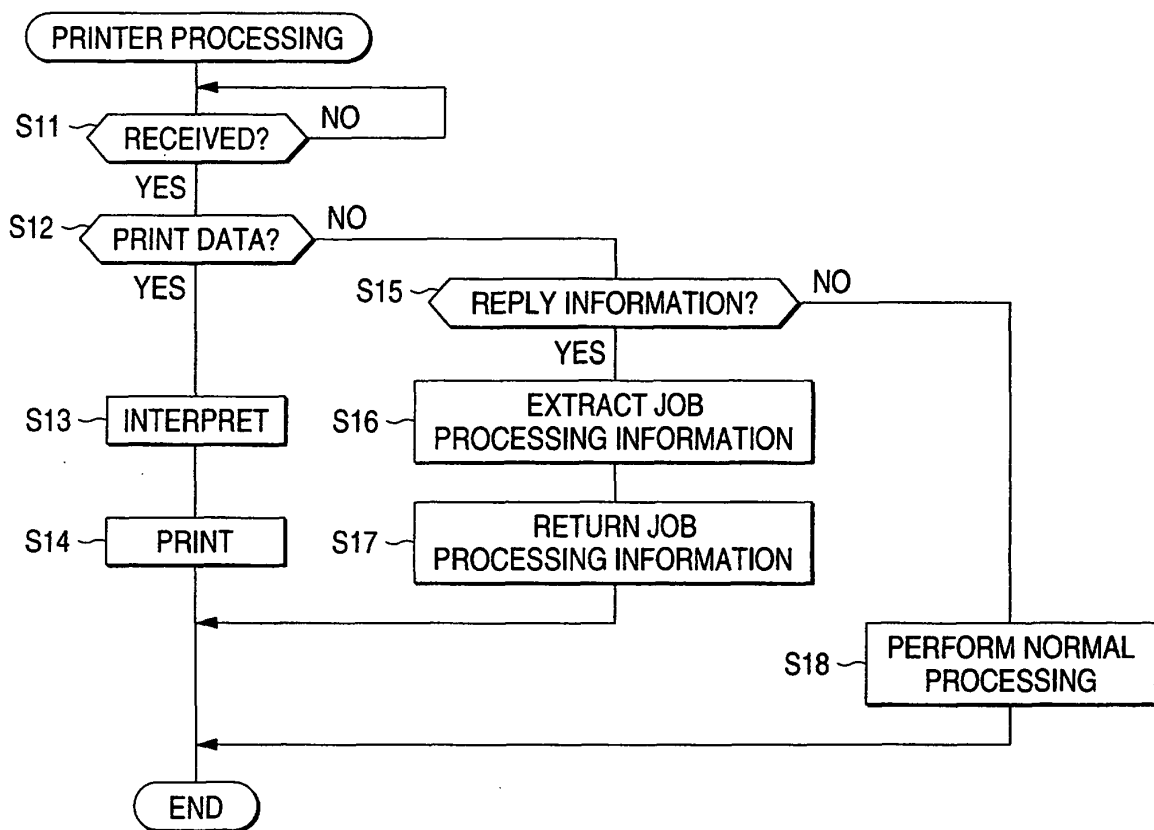 PRINTER PROCESSING
S11
RECEIVED?
NO
YES
S12
PRINT DATA?
NO
YES
S15
REPLY INFORMATION?
NO
YES
S13
INTERPRET
S16
EXTRACT JOB
PROCESSING INFORMATION
S14
PRINT
S17
RETURN JOB
PROCESSING INFORMATION
S18
PERFORM NORMAL
PROCESSING
END